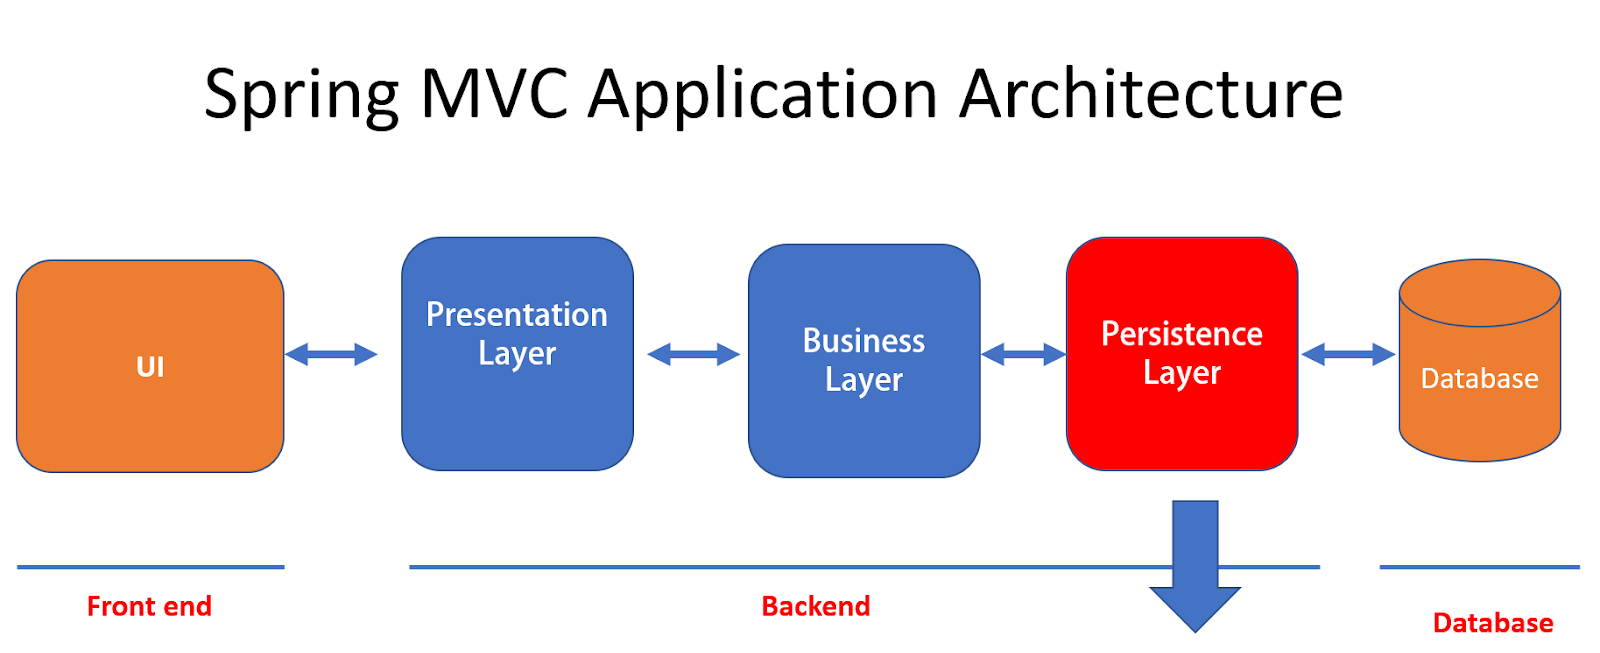 Spring MVC Application Architecture
UI
Presentation
Layer
Business
Layer
Persistence
Layer
Database
Front end
Backend
Database